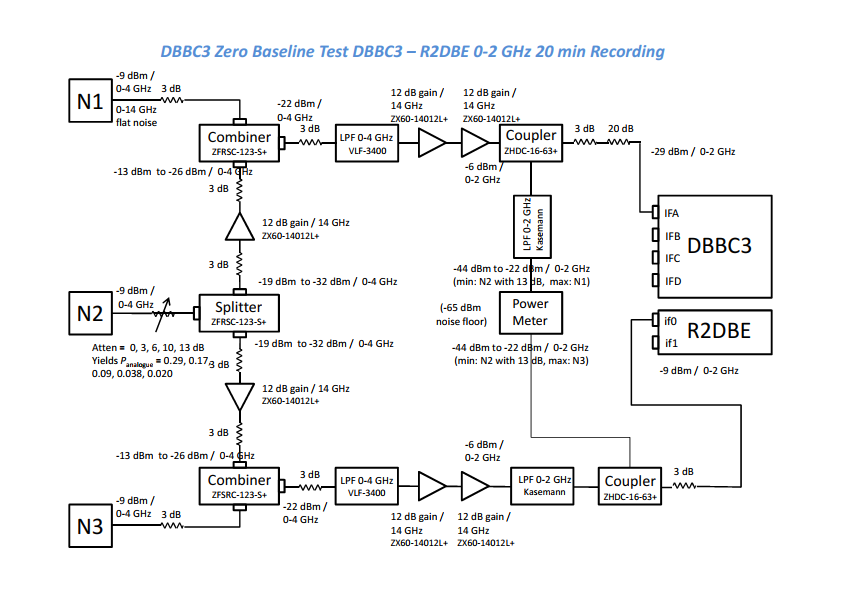 DBBC3 Zero Baseline Test DBBC3 – R2DBE 0-2 GHz 20 min Recording
N1
-9 dBm /
0-4 GHz
3 dB
0-14 GHz
flat noise
Combiner
ZFRSC-123-S+
-22 dBm /
0-4 GHz
3 dB
LPF 0-4 GHz
VLF-3400
12 dB gain /
14 GHz
ZX60-14012L+
12 dB gain /
14 GHz
ZX60-14012L+
-6 dBm /
0-2 GHz
Coupler
ZHDC-16-63+
3 dB
20 dB
-29 dBm / 0-2 GHz
-13 dBm to -26 dBm / 0-4 GHz
3 dB
12 dB gain / 14 GHz
ZX60-14012L+
3 dB
LPF 0-2 GHz
Kasemann
IFA
IFB
IFC
IFD
DBBC3
-19 dBm to -32 dBm / 0-4 GHz
-44 dBm to -22 dBm / 0-2 GHz
(min: N2 with 13 dB, max: N1)
N2
-9 dBm /
0-4 GHz
Splitter
ZFRSC-123-S+
(-65 dBm
noise floor)
Power
Meter
if0
if1
R2DBE
Atten = 0, 3, 6, 10, 13 dB
Yields Panalogue = 0.29, 0.17,
0.09, 0.038, 0.020
-19 dBm to -32 dBm / 0-4 GHz
-44 dBm to -22 dBm / 0-2 GHz
(min: N2 with 13 dB, max: N3)
-9 dBm / 0-2 GHz
3 dB
12 dB gain / 14 GHz
ZX60-14012L+
3 dB
-13 dBm to -26 dBm / 0-4 GHz
N3
-9 dBm /
0-4 GHz
3 dB
Combiner
ZFSRC-123-S+
3 dB
-22 dBm /
0-4 GHz
LPF 0-4 GHz
VLF-3400
12 dB gain /
14 GHz
ZX60-14012L+
12 dB gain /
14 GHz
ZX60-14012L+
-6 dBm /
0-2 GHz
LPF 0-2 GHz
Kasemann
Coupler
ZHDC-16-63+
3 dB